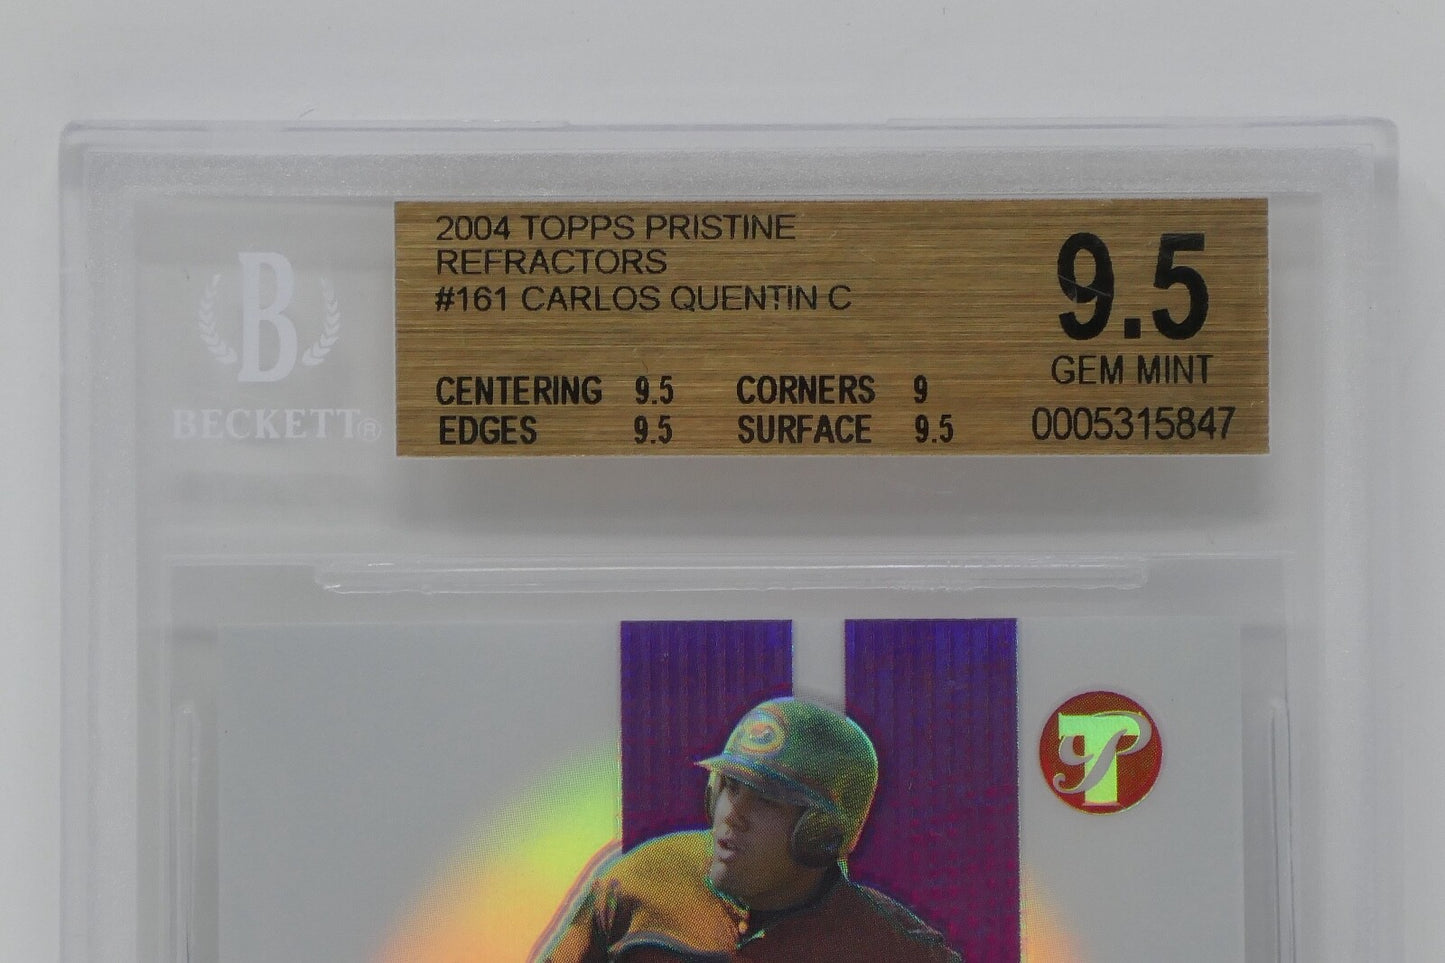 2004 TOPPS PRISTINE
REFRACTORS
#161 CARLOS QUENTIN C
9.5
GEM MINT
CENTERING 9.5 CORNERS 9
EDGES 9.5 SURFACE 9.5
0005315847
B
BECKETT®
TP